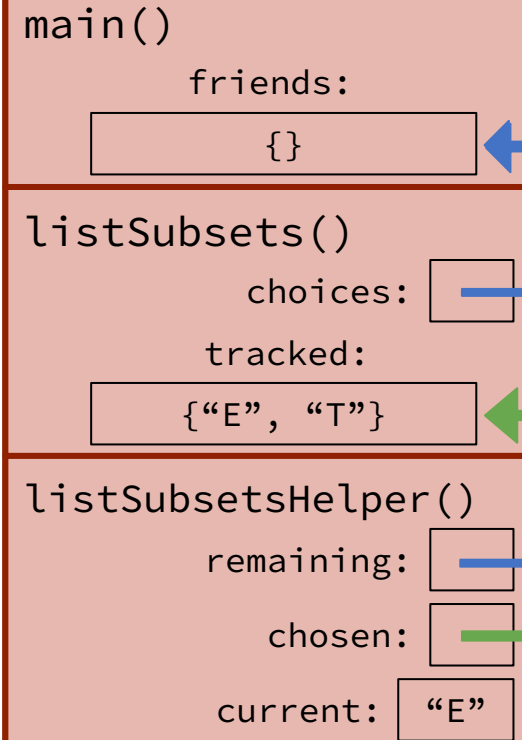 main()
friends:
{}
listSubsets()
choices:
tracked:
{“E”, “T”}
listSubsetsHelper()
remaining:
chosen:
current: “E”